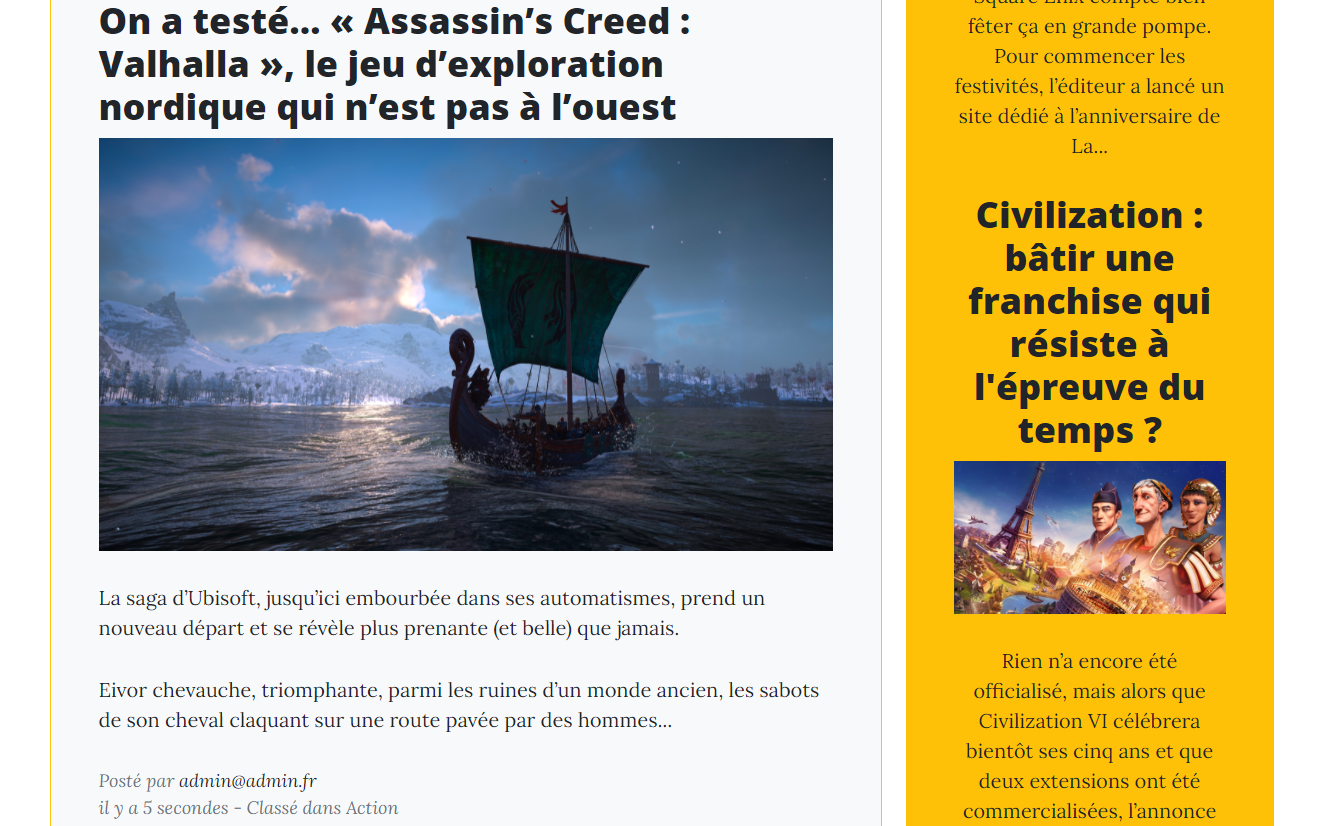 On a testé… « Assassin’s Creed :
Valhalla », le jeu d’exploration
nordique qui n’est pas à l’ouest
La saga d’Ubisoft, jusqu’ici embourbée dans ses automatismes, prend un
nouveau départ et se révèle plus prenante (et belle) que jamais.
Eivor chevauche, triomphante, parmi les ruines d’un monde ancien, les sabots
de son cheval claquant sur une route pavée par des hommes...
Posté par admin@admin.fr
il y a 5 secondes - Classé dans Action
Square Enix compte bien
fêter ça en grande pompe.
Pour commencer les
festivités, l’éditeur a lancé un
site dédié à l’anniversaire de
La...
Civilization :
bâtir une
franchise qui
résiste à
l'épreuve du
temps ?
Rien n’a encore été
officialisé, mais alors que
Civilization VI célébrera
bientôt ses cinq ans et que
deux extensions ont été
commercialisées, l’annonce